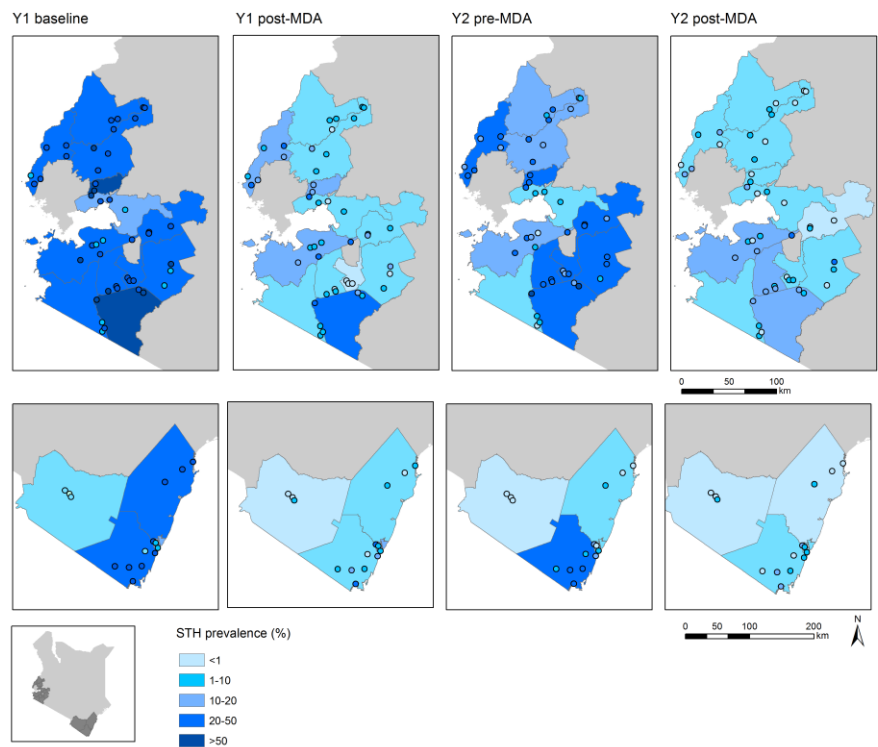 Y1 baseline
Y1 post-MDA
Y2 pre-MDA
Y2 post-MDA
0 50 100
km
0 50 100 200
km
N
STH prevalence (%)
<1
1-10
10-20
20-50
>50